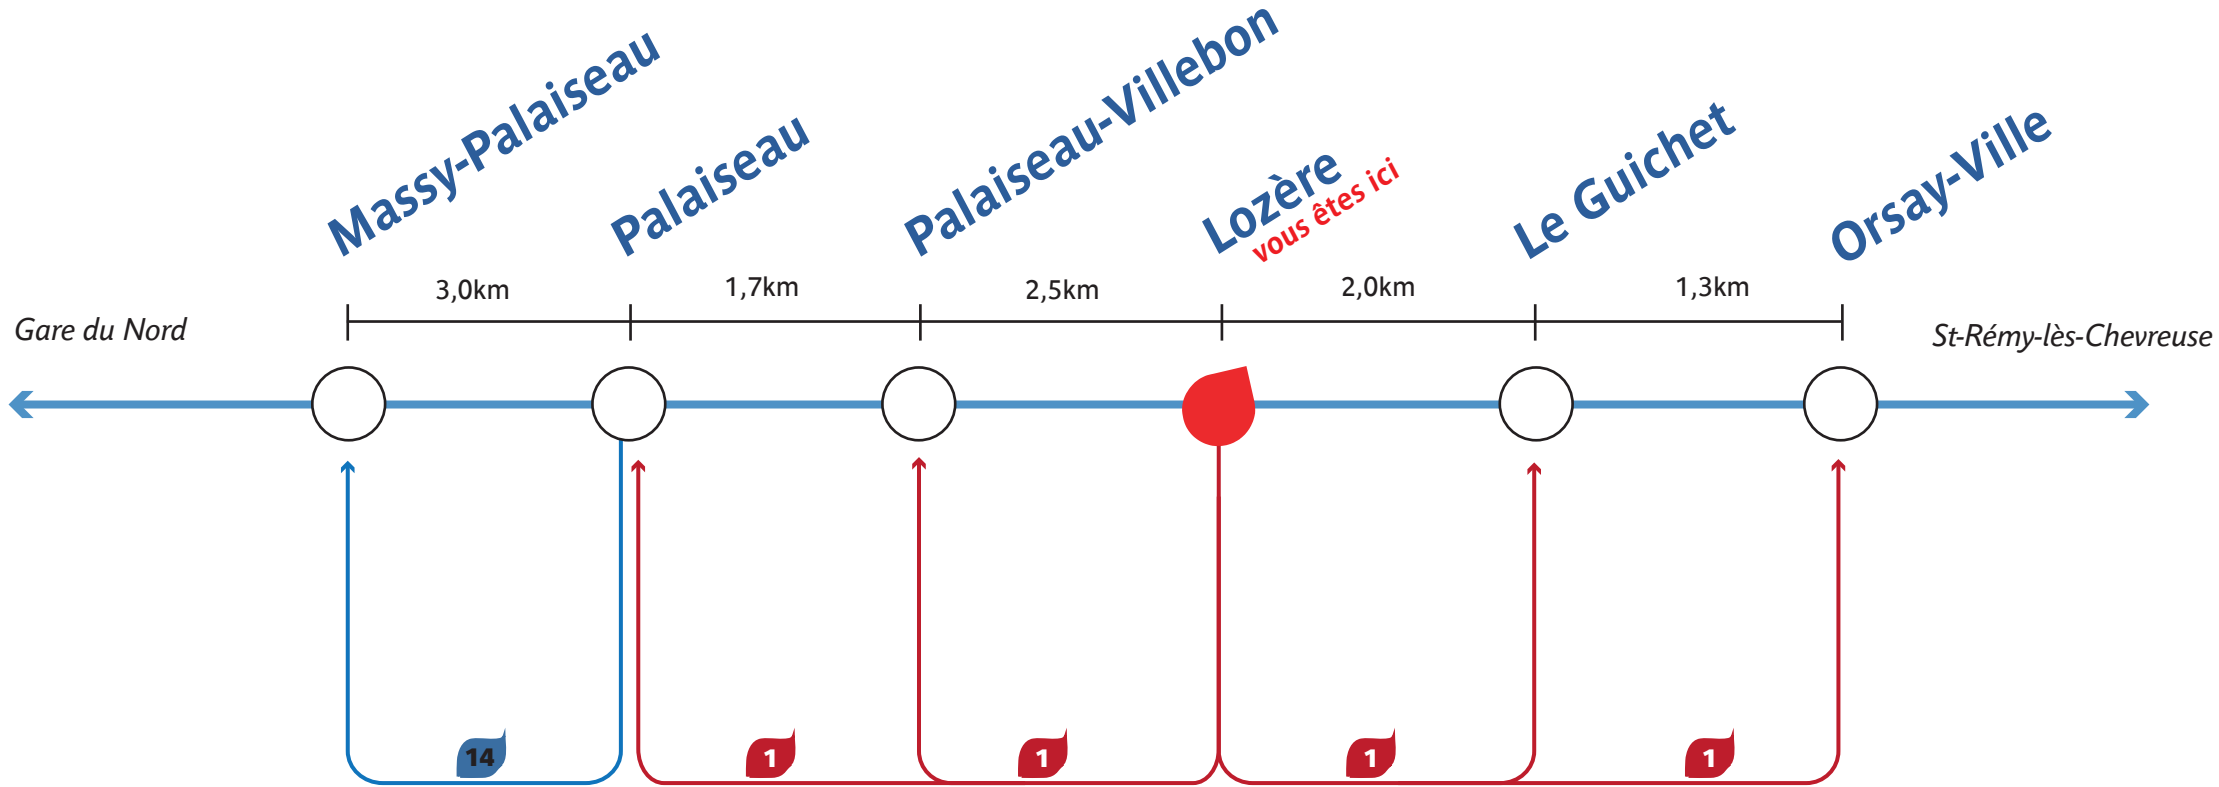 Massy-Palaiseau
Palaiseau
Palaiseau-Villebon
Lozère
vous êtes ici
Le Guichet
Orsay-Ville
3,0km
1,7km
2,5km
2,0km
1,3km
Gare du Nord
St-Rémy-lès-Chevreuse
14
1
1
1
1